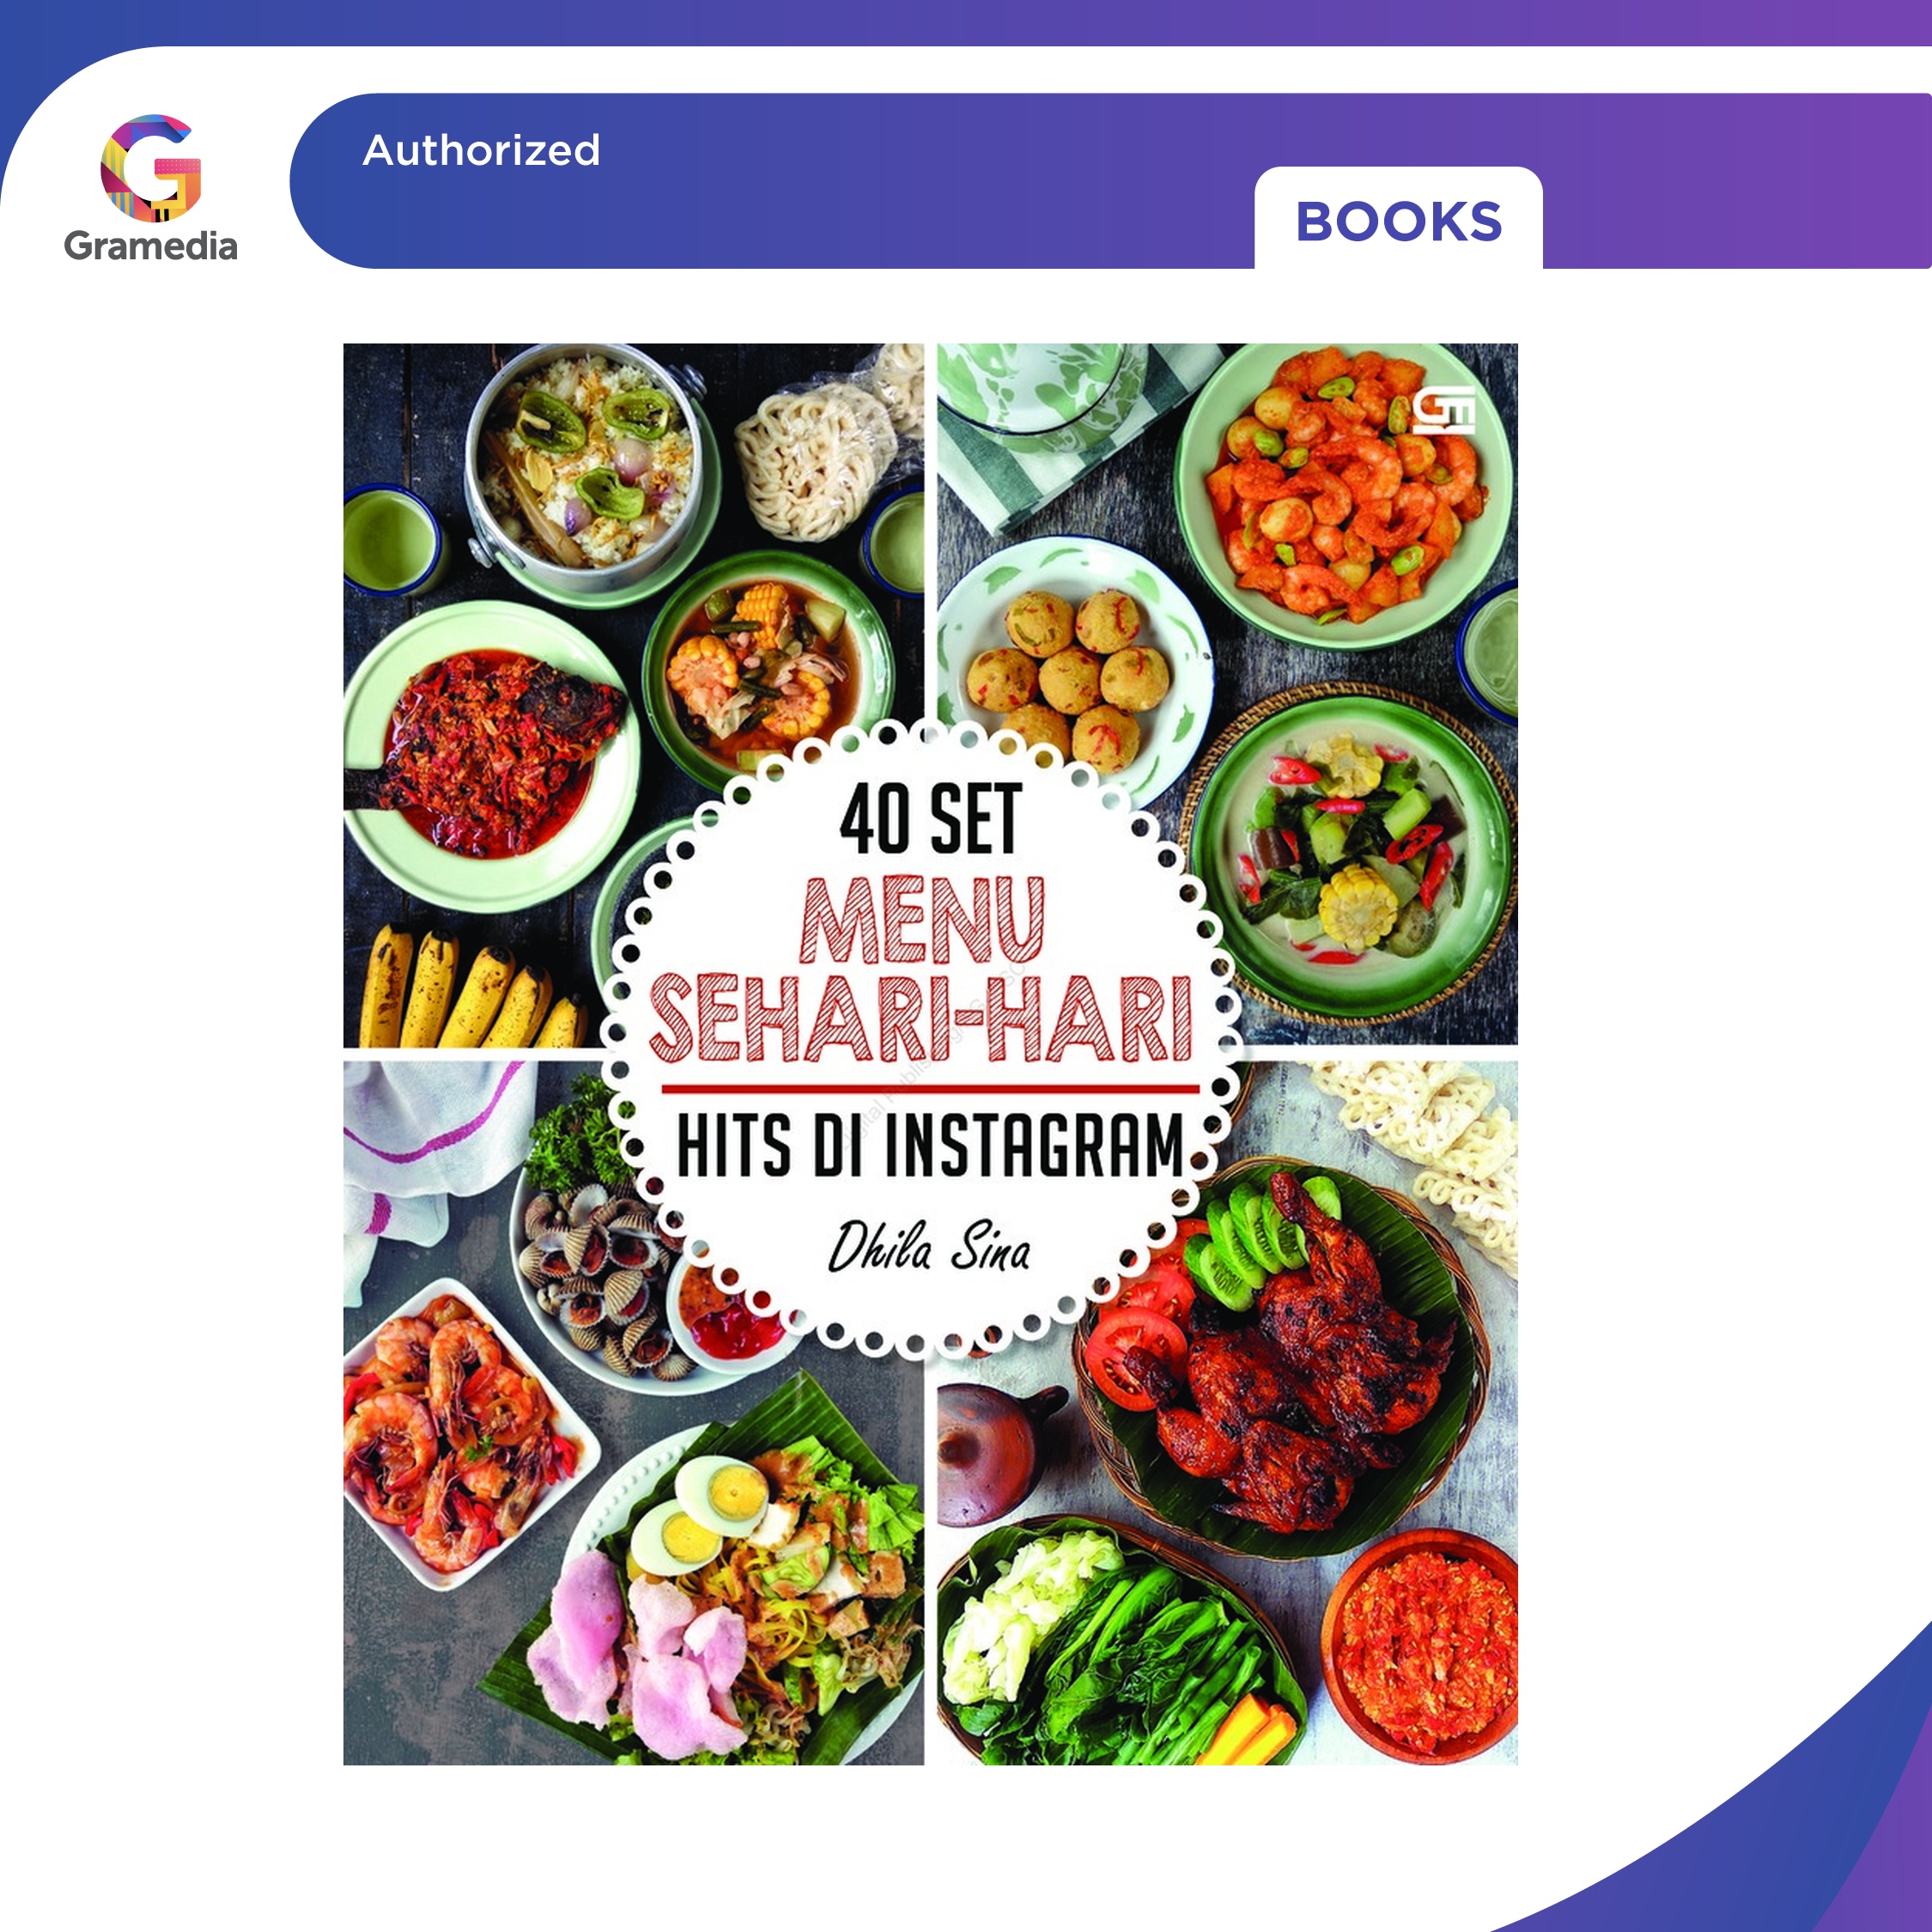 Gramedia
Authorized
BOOKS
40 SET
MENU
SEHARI-HARI
HITS DI INSTAGRAM
Dhila Sina